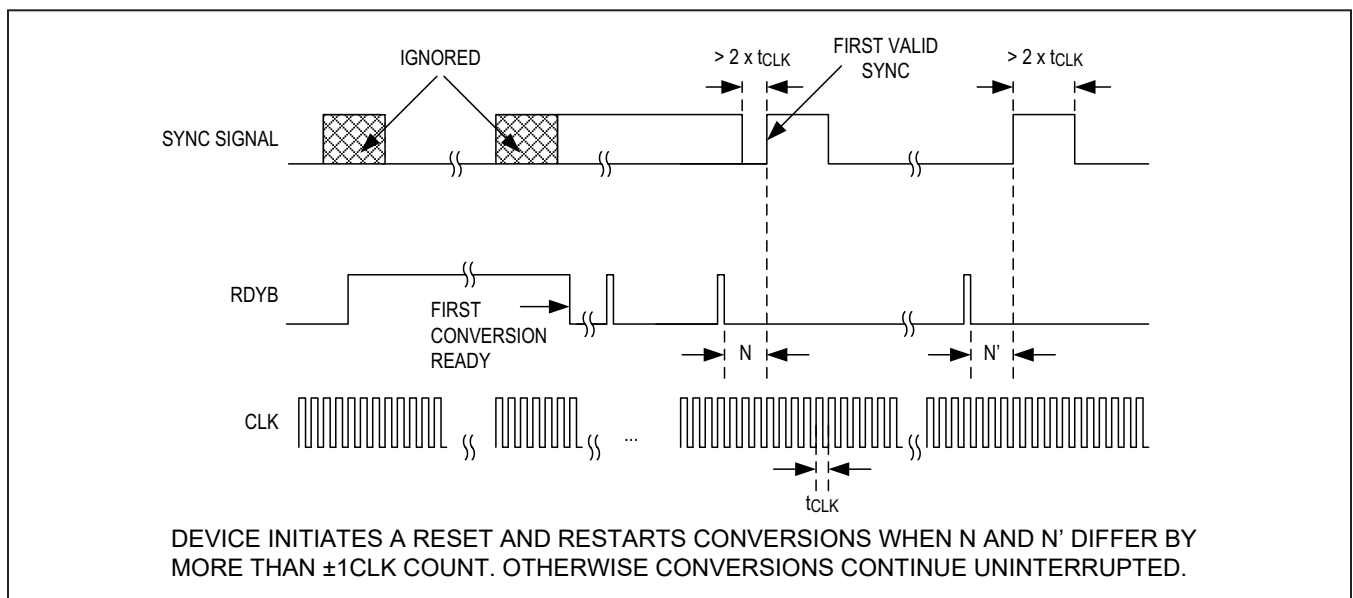 IGNORED
> 2 x tCLK
FIRST VALID
SYNC
> 2 x tCLK
SYNC SIGNAL
RDYB
FIRST
CONVERSION
READY
N
N’
CLK
...
tCLK
DEVICE INITIATES A RESET AND RESTARTS CONVERSIONS WHEN N AND N’ DIFFER BY
MORE THAN ±1CLK COUNT. OTHERWISE CONVERSIONS CONTINUE UNINTERRUPTED.